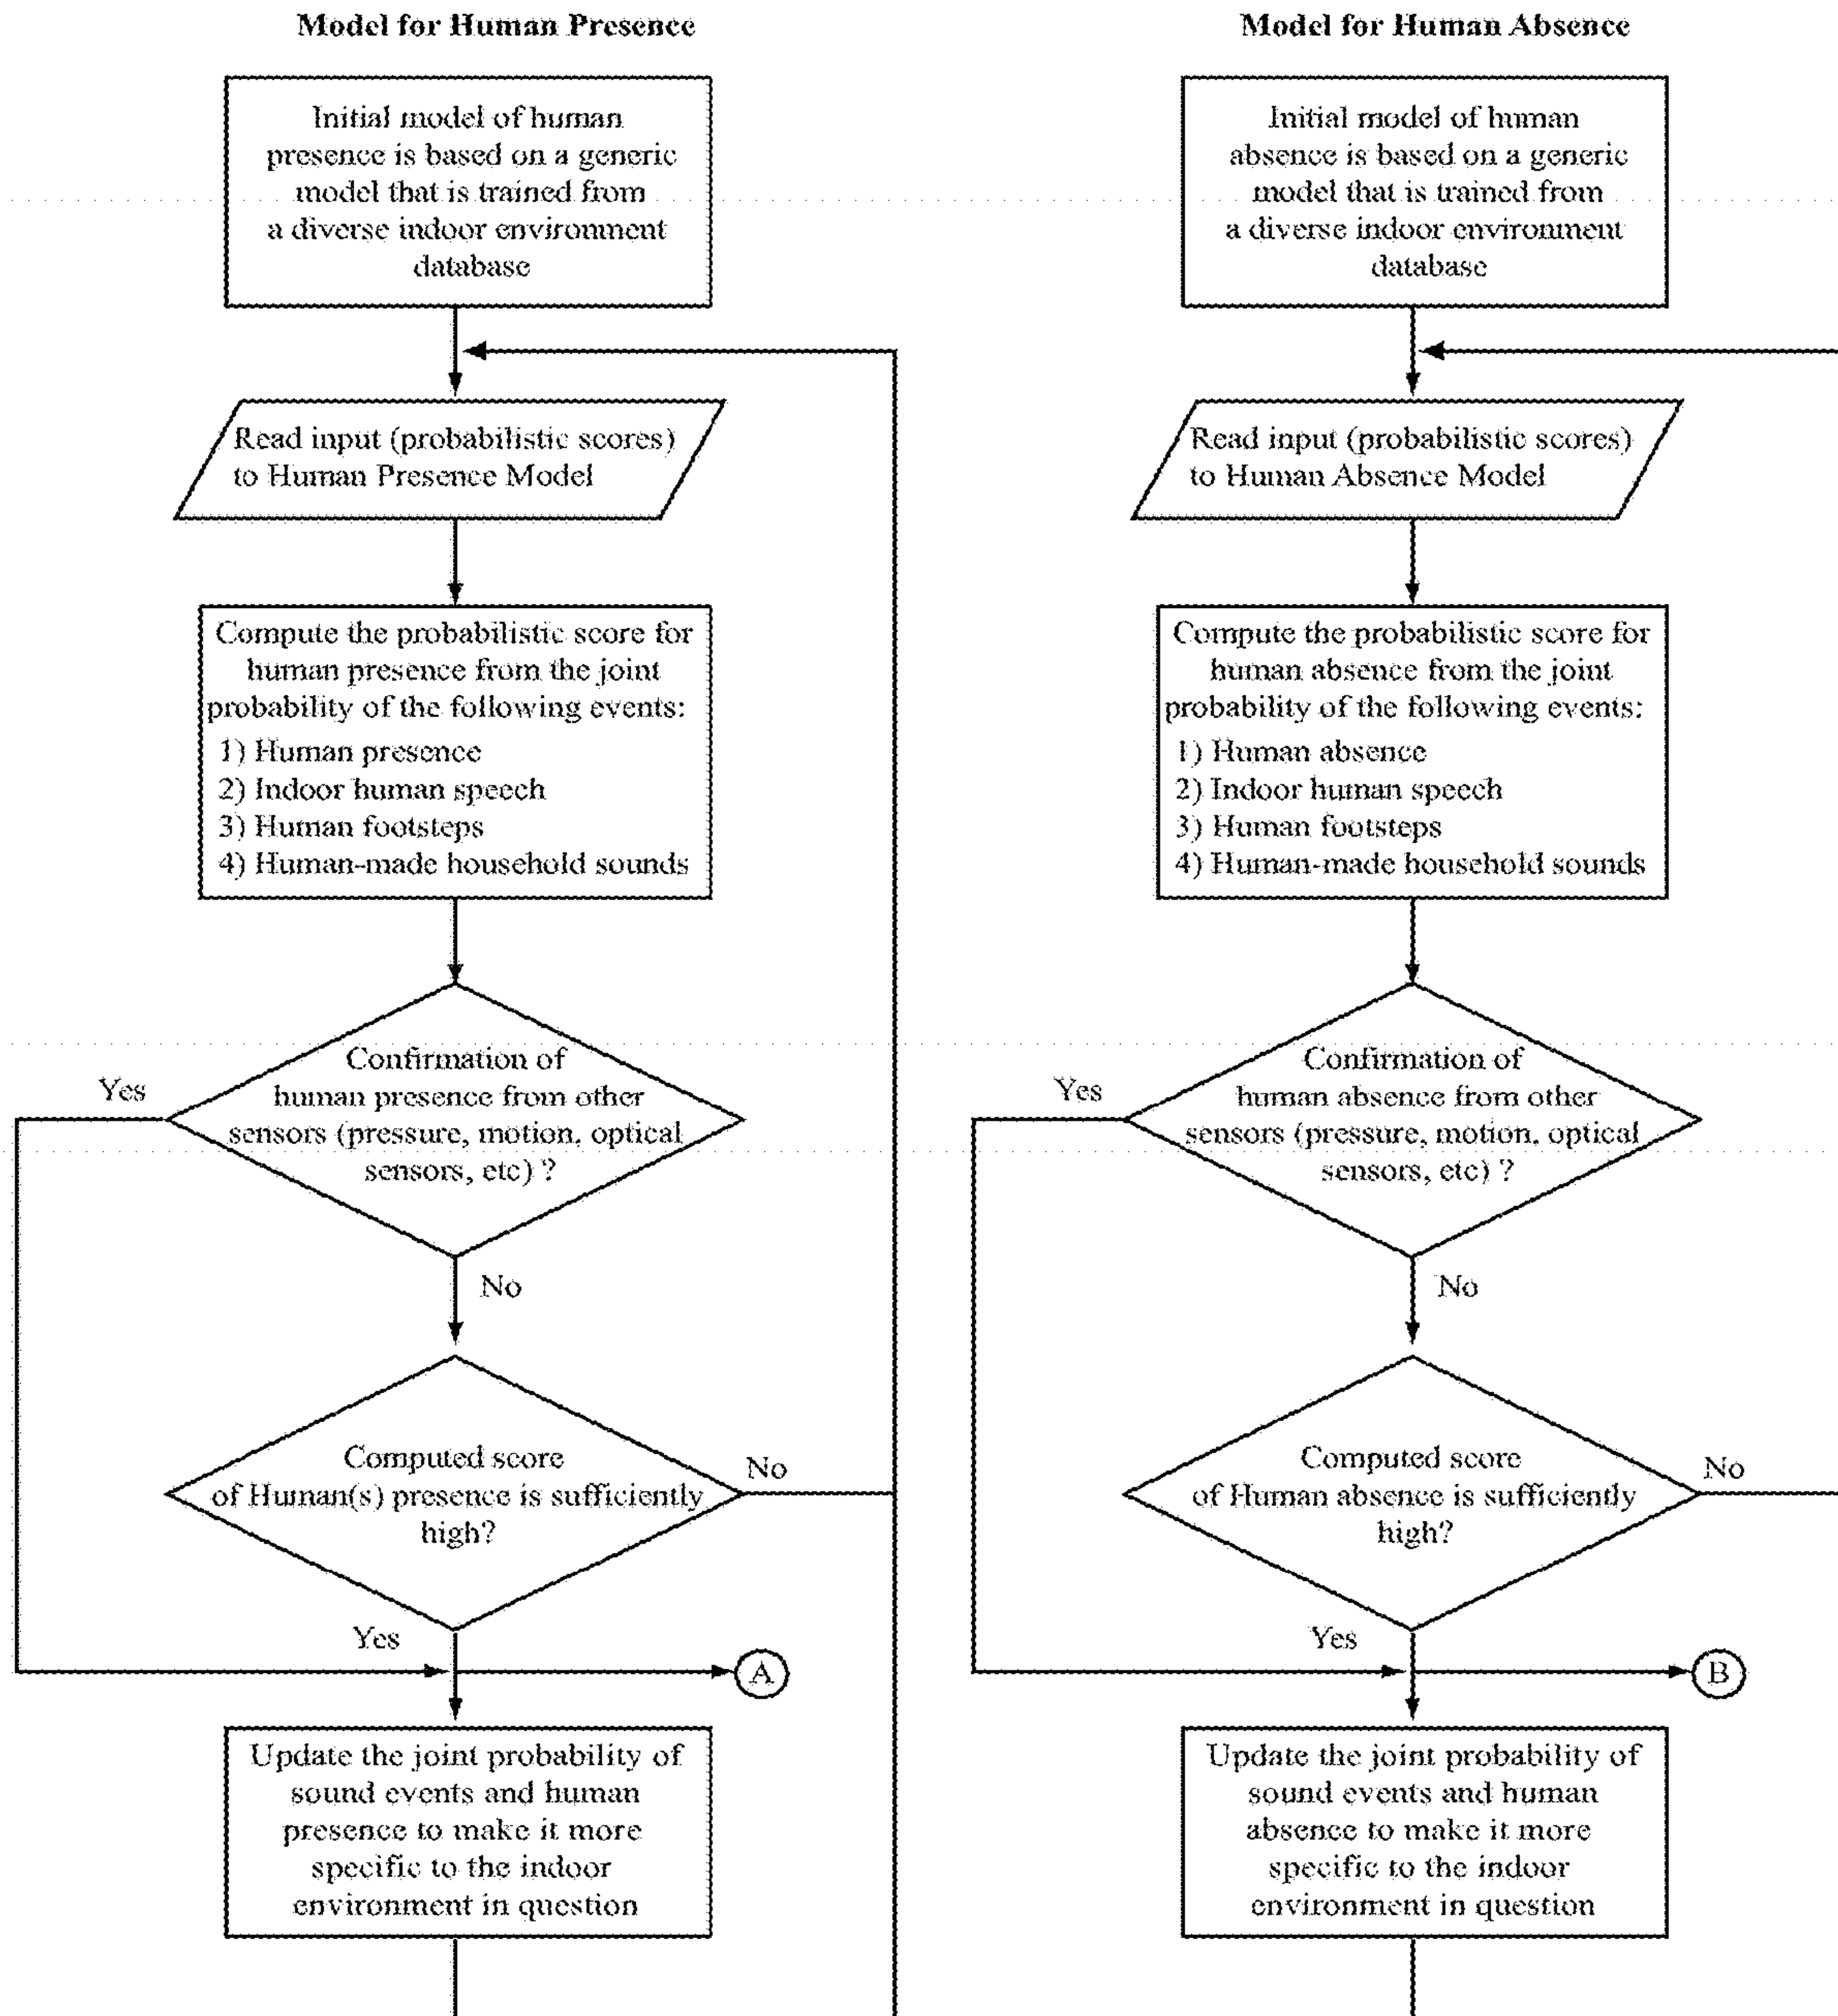 Model for Human Presence
Initial model of human
presence is based on a generic
model that is trained from
a diverse indoor environment
database
Read input (probabilistic scores)
to Human Presence Model
Compute the probabilistic score for
human presence from the joint
probability of the following events:
1) Human presence
2) Indoor human speech
3) Human footsteps
4) Human-made household sounds
Confirmation of
human presence from other
sensors (pressure, motion, optical
sensors, etc) ?
Yes
No
Computed score
of Human(s) presence is sufficiently
high?
No
Yes
A
Update the joint probability of
sound events and human
presence to make it more
specific to the indoor
environment in question
Model for Human Absence
Initial model of human
absence is based on a generic
model that is trained from
a diverse indoor environment
database
Read input (probabilistic scores)
to Human Absence Model
Compute the probabilistic score for
human absence from the joint
probability of the following events:
1) Human absence
2) Indoor human speech
3) Human footsteps
4) Human-made household sounds
Confirmation of
human absence from other
sensors (pressure, motion, optical
sensors, etc) ?
Yes
No
Computed score
of Human absence is sufficiently
high?
No
Yes
B
Update the joint probability of
sound events and human
absence to make it more
specific to the indoor
environment in question